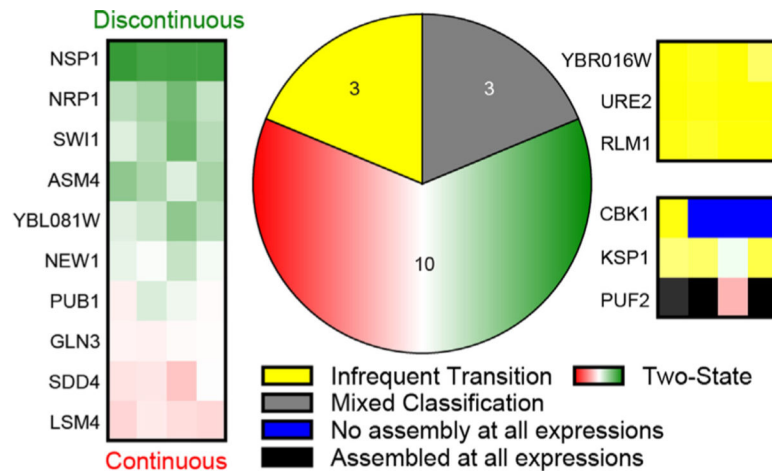 Discontinuous
NSP1
NRP1
SWI1
ASM4
YBL081W
NEW1
PUB1
GLN3
SDD4
LSM4
Continuous
3
3
10
YBR016W
URE2
RLM1
CBK1
KSP1
PUF2
Infrequent Transition
Two-State
Mixed Classification
No assembly at all expressions
Assembled at all expressions